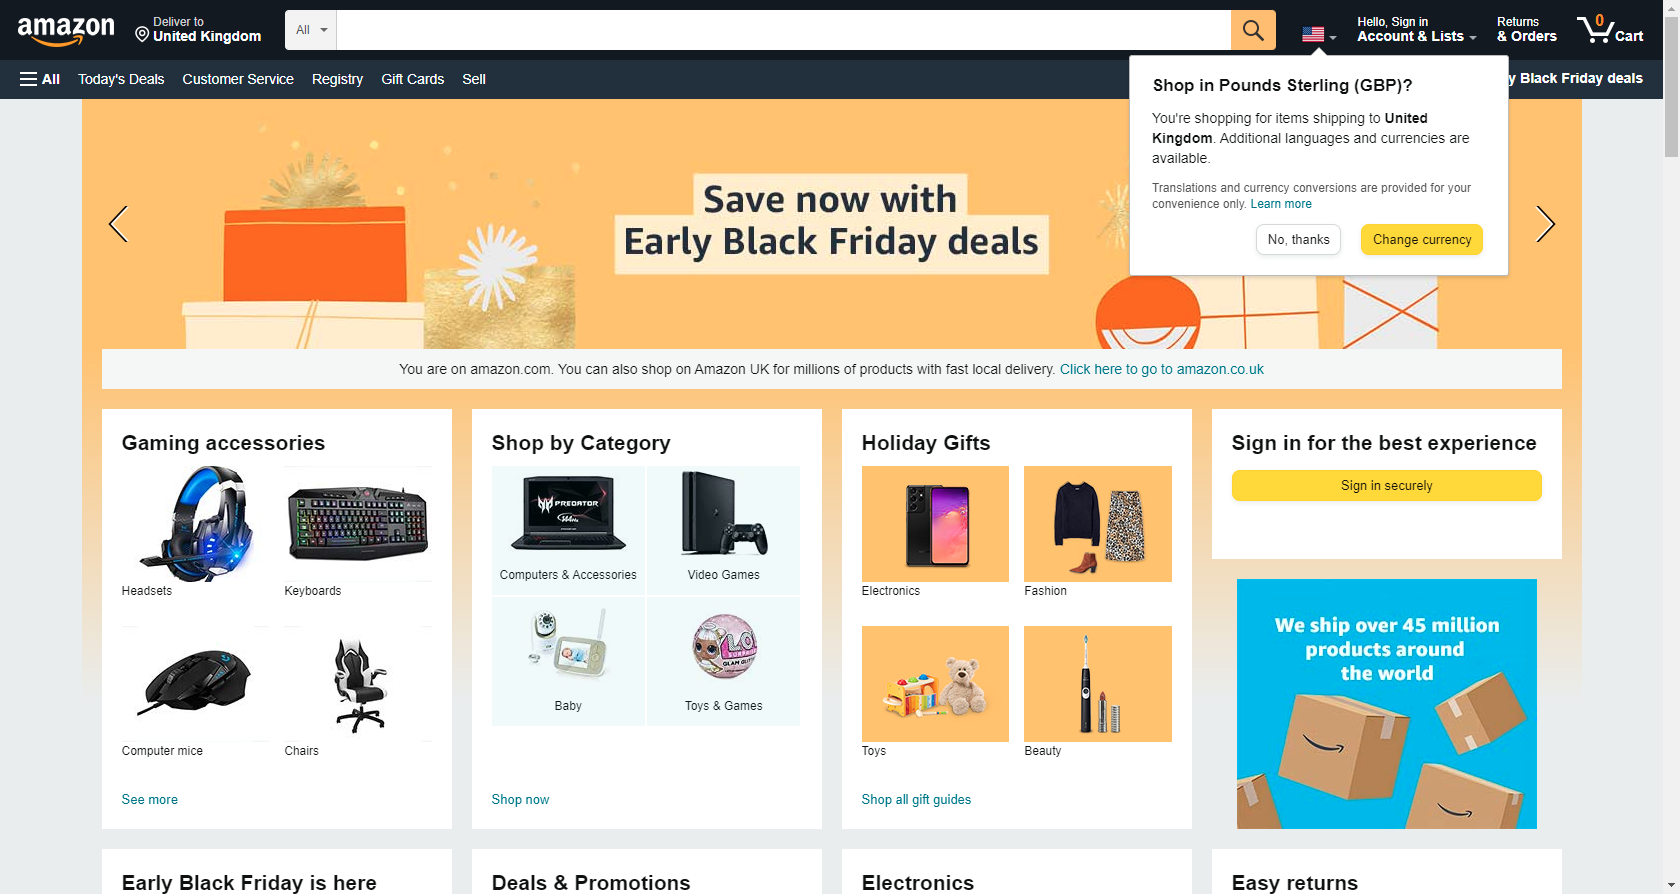 amazon
Deliver to
United Kingdom
All
Hello, Sign in
Account & Lists
Returns
& Orders
0
Cart
All
Today's Deals
Customer Service
Registry
Gift Cards
Sell
y Black Friday deals
Shop in Pounds Sterling (GBP)?
You're shopping for items shipping to United
Kingdom. Additional languages and currencies are
available.
Translations and currency conversions are provided for your
convenience only. Learn more
No, thanks
Change currency
Save now with
Early Black Friday deals
You are on amazon.com. You can also shop on Amazon UK for millions of products with fast local delivery. Click here to go to amazon.co.uk
Gaming accessories
Headsets
Keyboards
Computer mice
Chairs
See more
Shop by Category
PREDATOR
Computers & Accessories
Video Games
Baby
L.O.L.
SURPRISE
GLAM GLITTER
Toys & Games
Shop now
Holiday Gifts
Electronics
Fashion
Toys
Beauty
Shop all gift guides
Sign in for the best experience
Sign in securely
We ship over 45 million
products around
the world
Early Black Friday is here
Deals & Promotions
Electronics
Easy returns